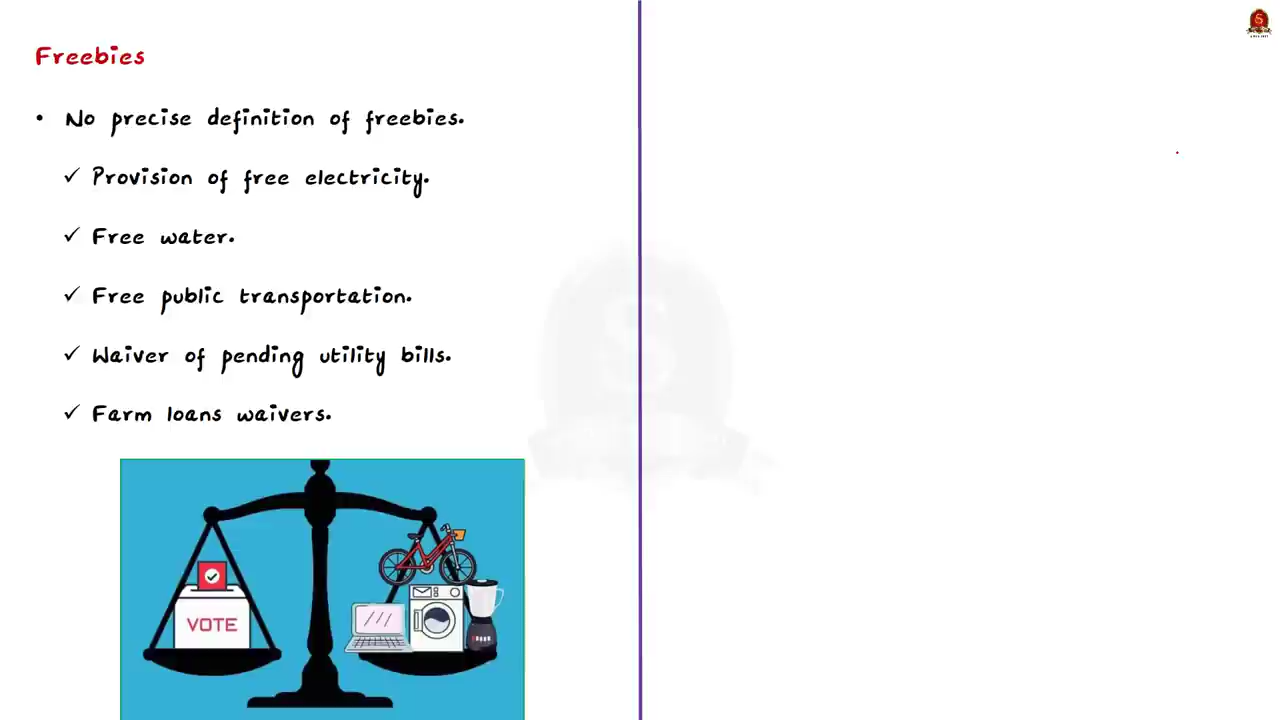 Freebies
• No precise definition of freebies.
✓ Provision of free electricity.
✓ Free water.
✓ Free public transportation.
✓ Waiver of pending utility bills.
✓ Farm loans waivers.
VOTE